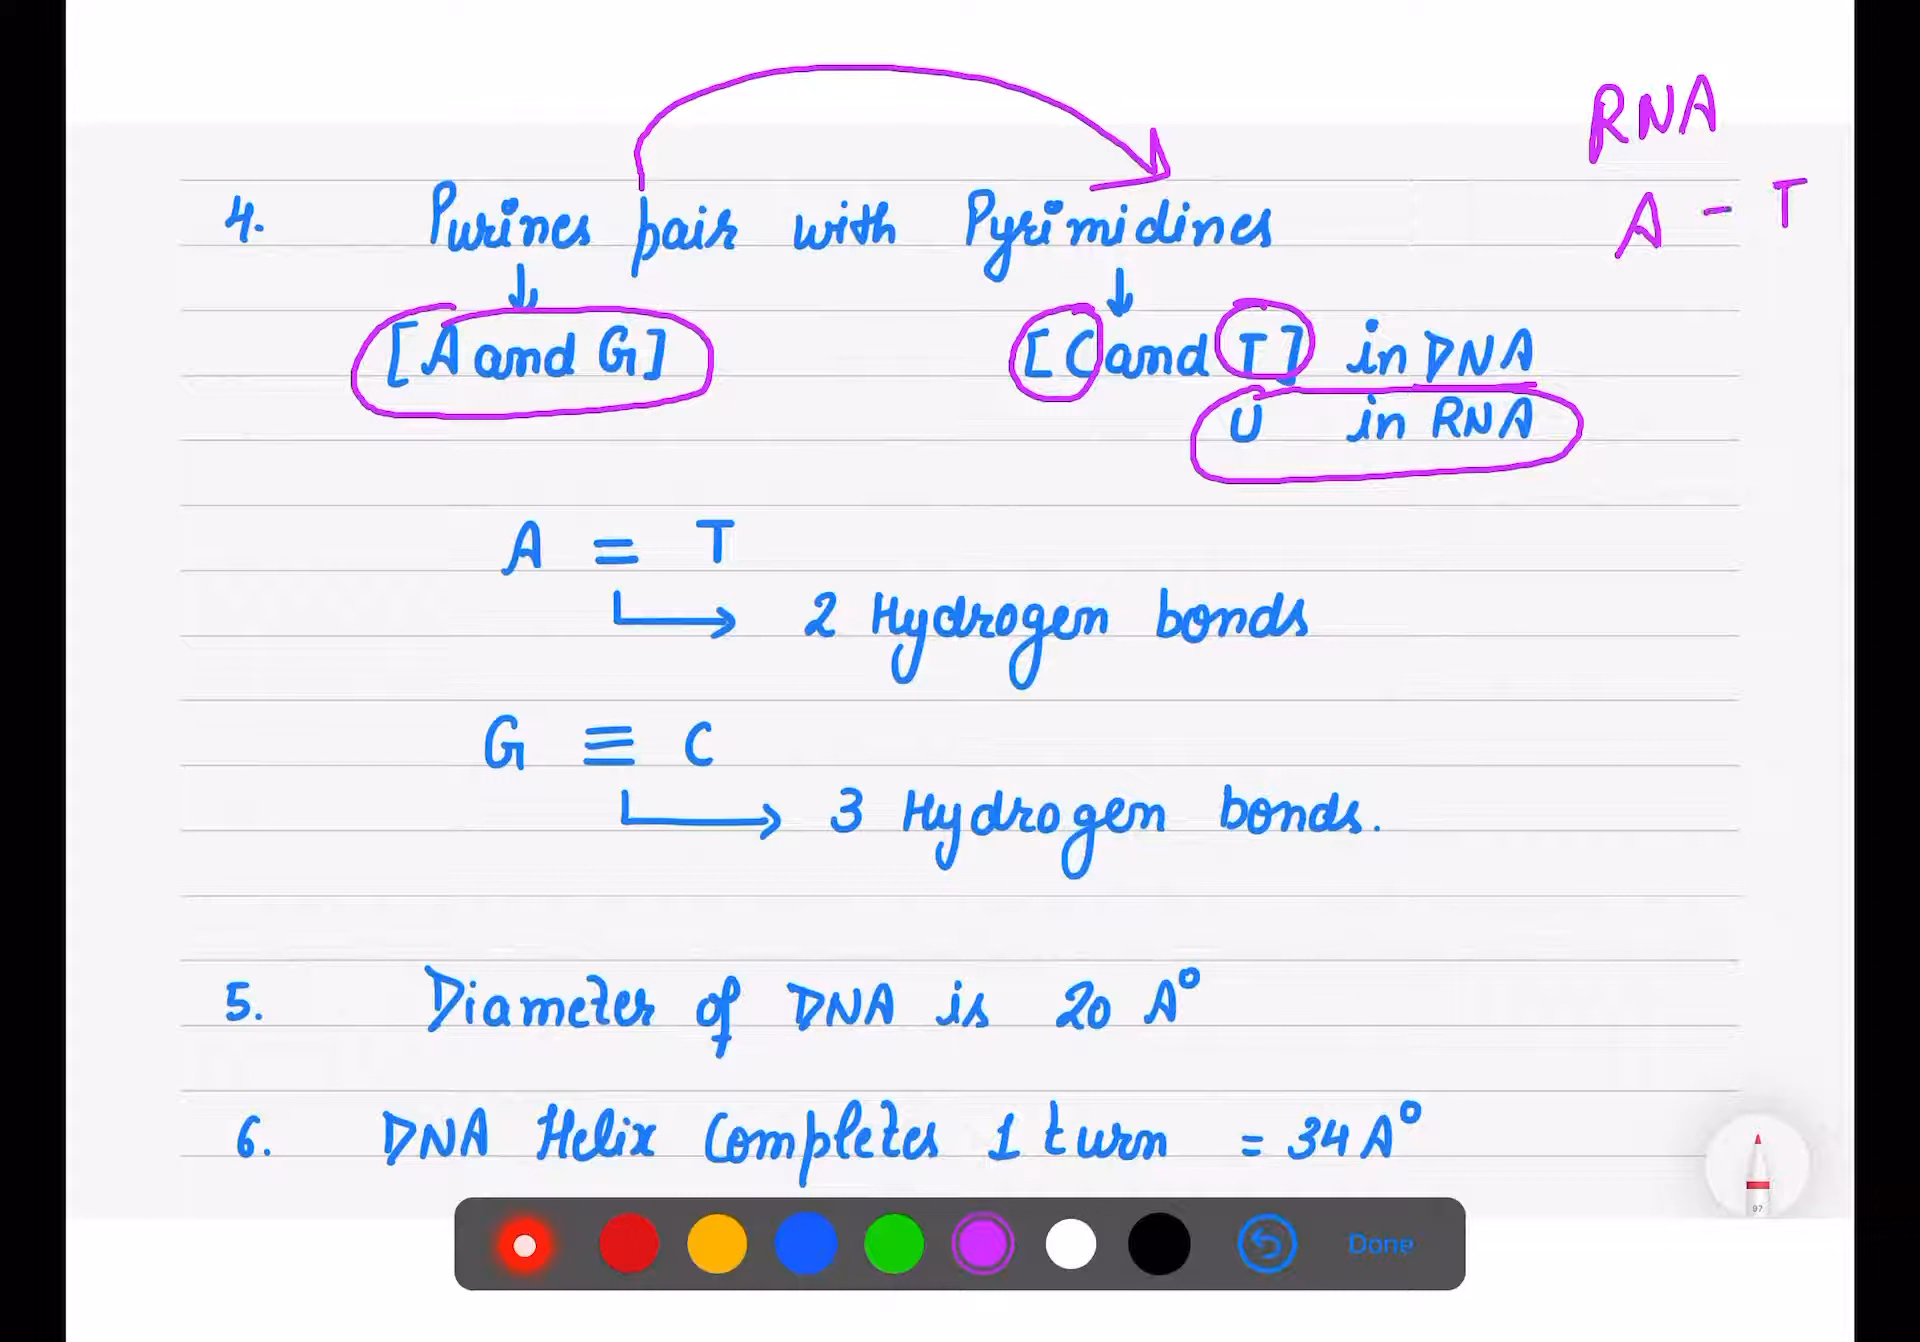 RNA
A - T
4. Purines pair with Pyrimidines
[A and G] [C and T] in DNA
U in RNA
A = T
2 Hydrogen bonds
G ≡ C
3 Hydrogen bonds.
5. Diameter of DNA is 20 A°
6. DNA Helix Completes 1 turn = 34 A°
97
Done